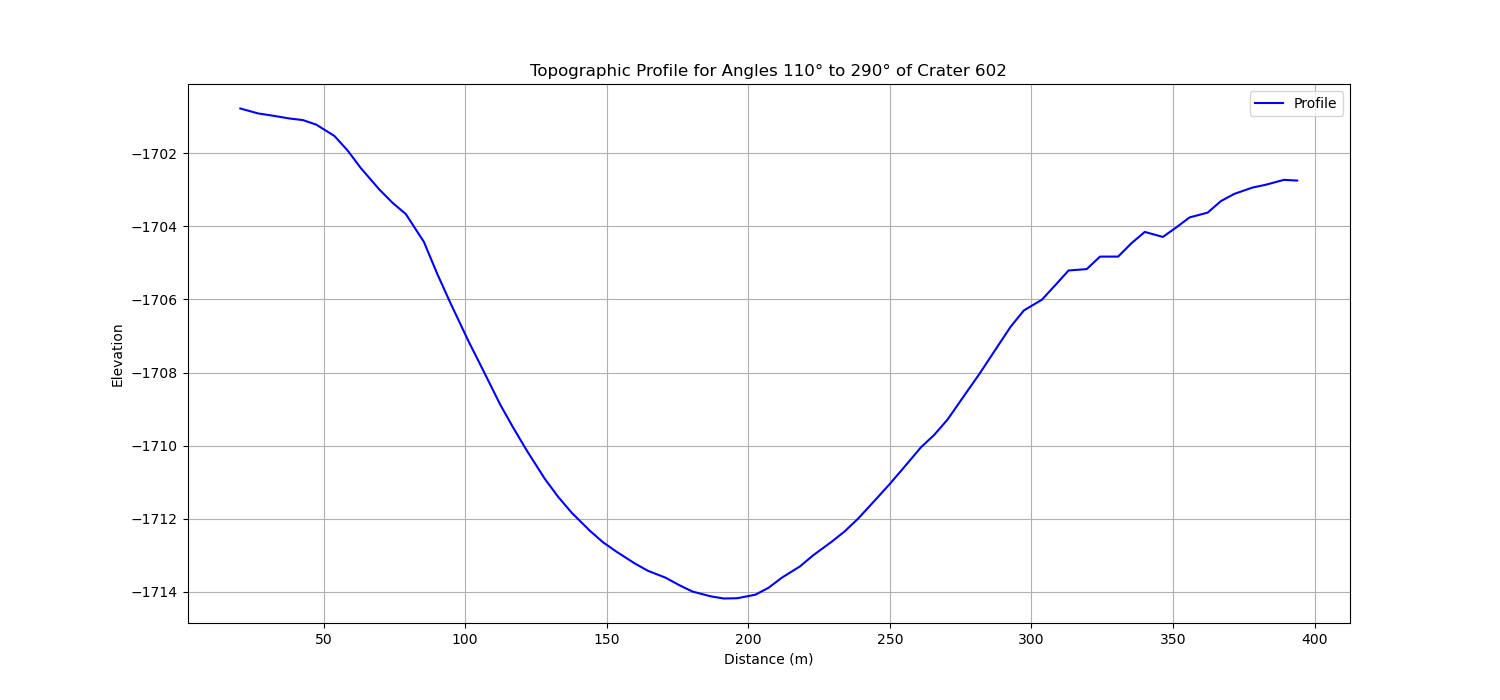 Topographic Profile for Angles 110° to 290° of Crater 602
Profile
Elevation
−1702
−1704
−1706
−1708
−1710
−1712
−1714
50 100 150 200 250 300 350 400
Distance (m)